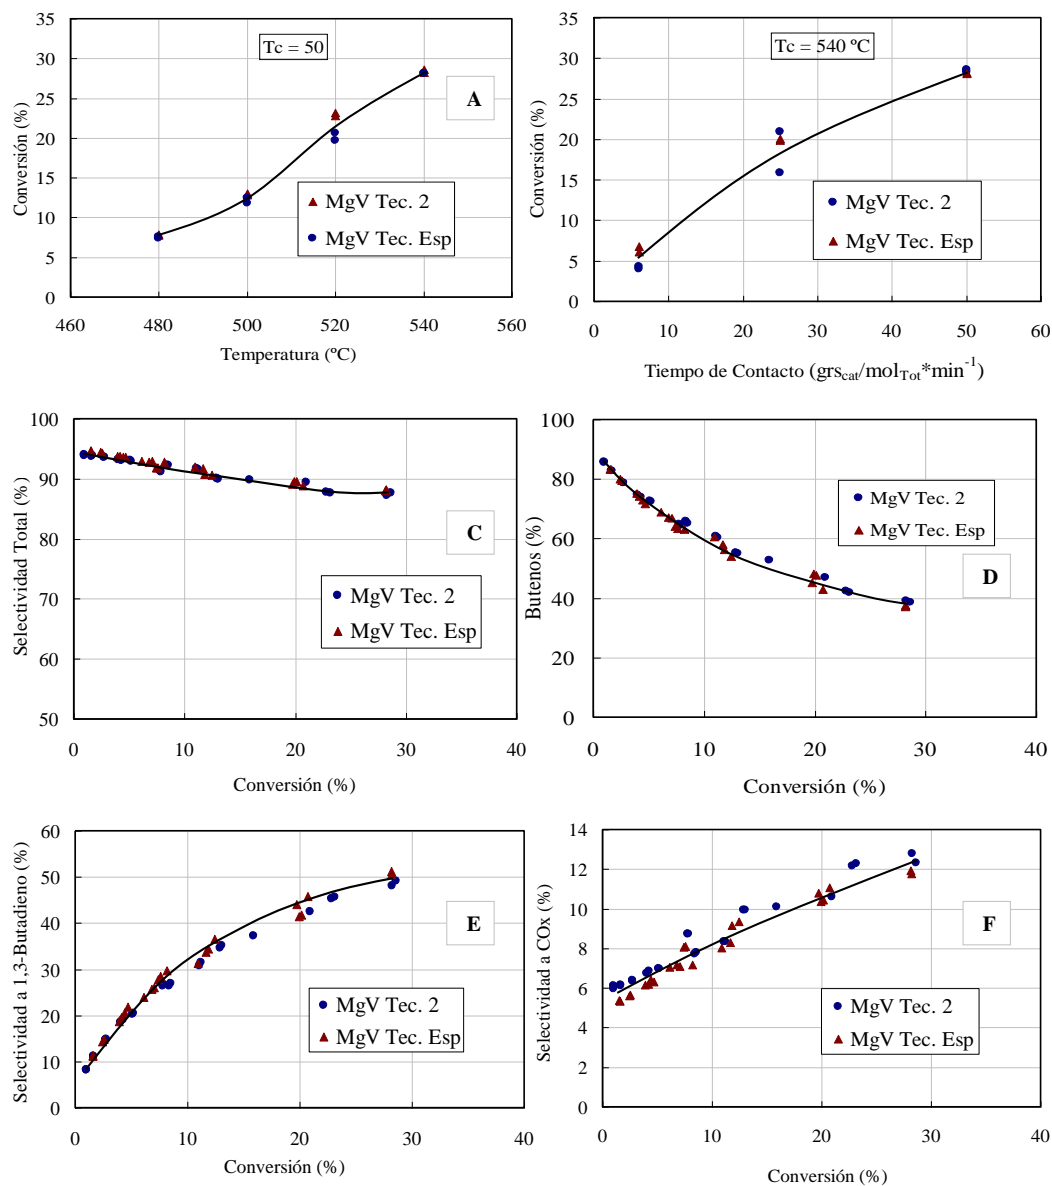 35
30
25
20
15
10
5
0
Conversión (%)
Tc = 50
A
MgV Tec. 2
MgV Tec. Esp
460 480 500 520 540 560
Temperatura (ºC)
35
30
25
20
15
10
5
0
Conversión (%)
Tc = 540 ºC
MgV Tec. 2
MgV Tec. Esp
0 10 20 30 40 50 60
Tiempo de Contacto (grs_cat/mol_Tot*min^-1)
100
90
80
70
60
50
Selectividad Total (%)
C
MgV Tec. 2
MgV Tec. Esp
0 10 20 30 40
Conversión (%)
100
80
60
40
20
0
Butenos (%)
MgV Tec. 2
MgV Tec. Esp
D
0 10 20 30 40
Conversión (%)
60
50
40
30
20
10
0
Selectividad a 1,3-Butadieno (%)
E
MgV Tec. 2
MgV Tec. Esp
0 10 20 30 40
Conversión (%)
14
12
10
8
6
4
2
0
Selectividad a COx (%)
F
MgV Tec. 2
MgV Tec. Esp
0 10 20 30 40
Conversión (%)